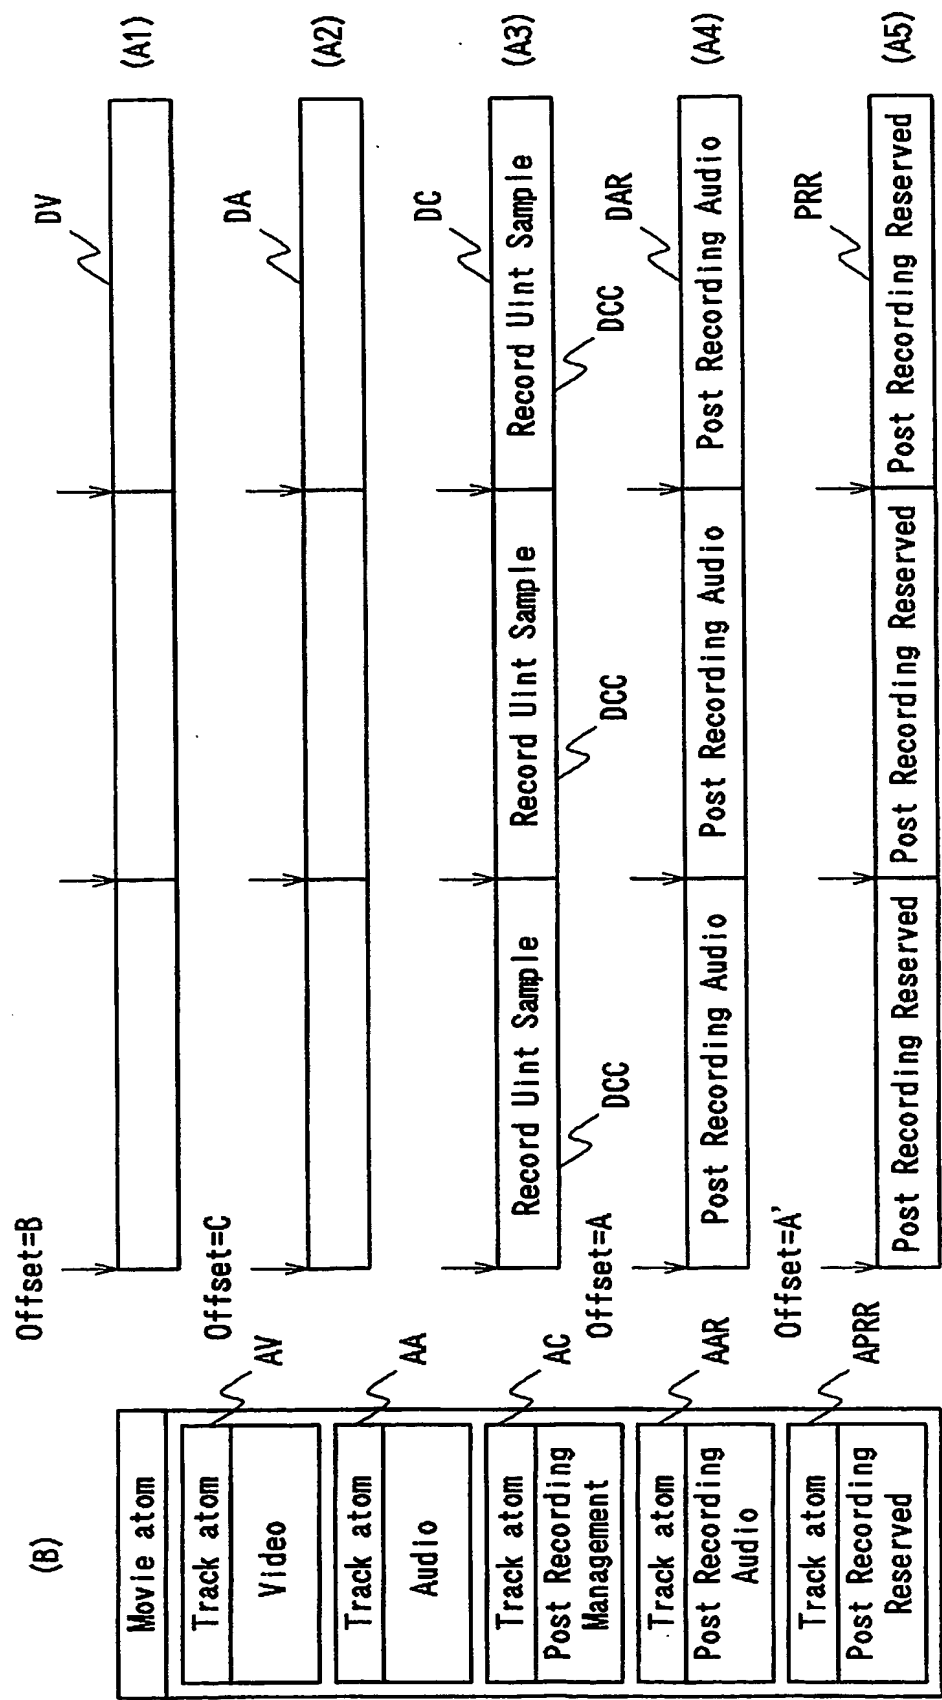 (B)
Movie atom
Track atom
Video
AV
Track atom
Audio
AA
Track atom
Post Recording
Management
AC
Track atom
Post Recording
Audio
AAR
Track atom
Post Recording
Reserved
APRR
Offset=B
DV
(A1)
Offset=C
DA
(A2)
DC
Record Uint Sample
Record Uint Sample
Record Uint Sample
(A3)
DCC
DCC
DCC
Offset=A
DAR
Post Recording Audio
Post Recording Audio
Post Recording Audio
(A4)
Offset=A'
PRR
Post Recording Reserved
Post Recording Reserved
Post Recording Reserved
(A5)